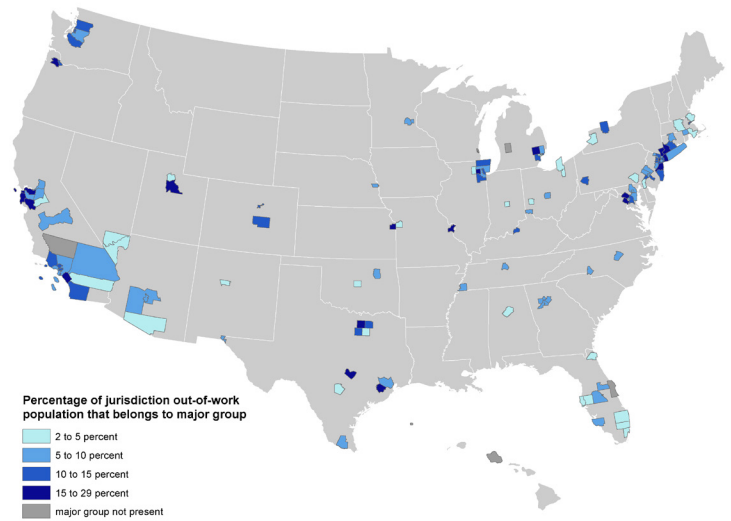 Percentage of jurisdiction out-of-work
population that belongs to major group
2 to 5 percent
5 to 10 percent
10 to 15 percent
15 to 29 percent
major group not present